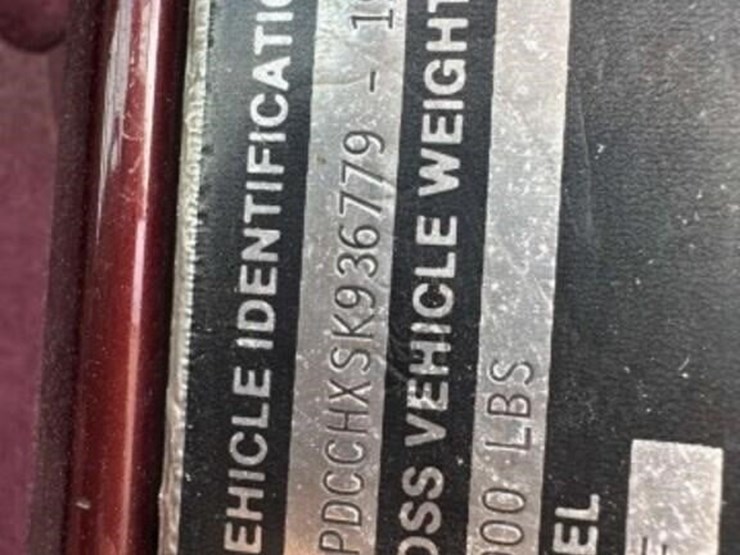 EHICLE IDENTIFICATI
PDCCHXSK936779 - 1
OSS VEHICLE WEIGHT
000 LBS
EL